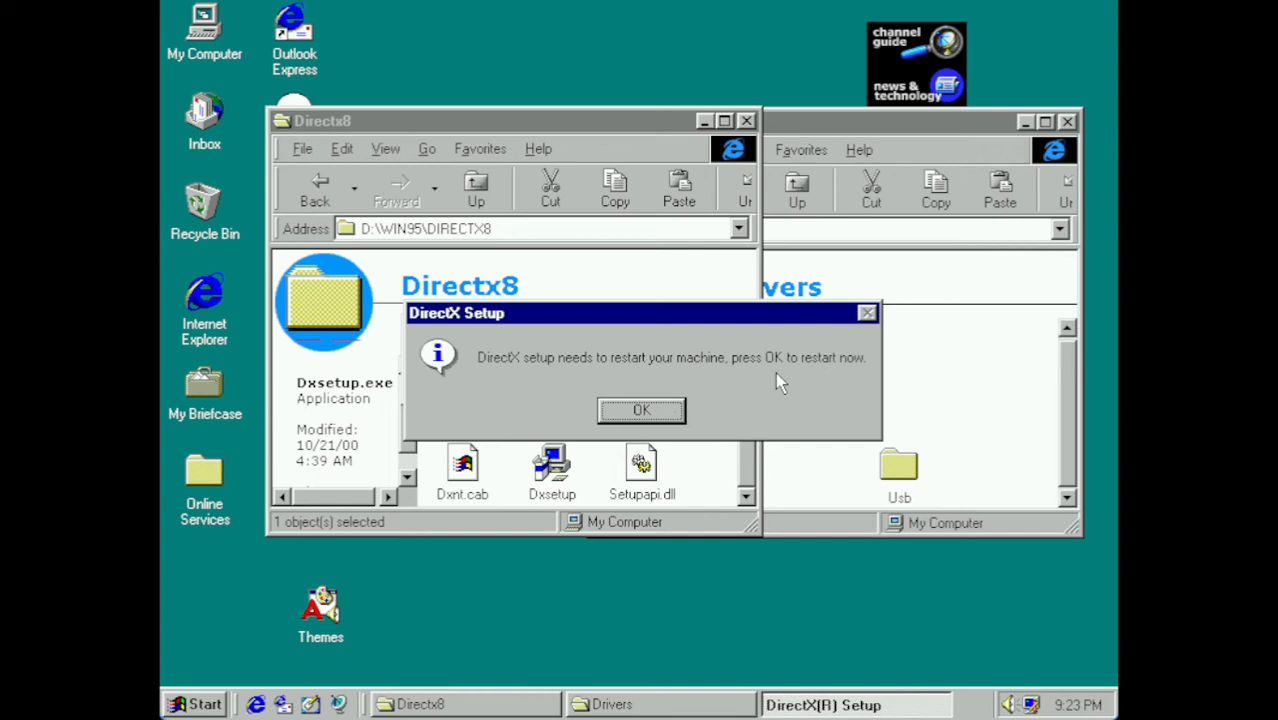 My Computer
Outlook
Express
Inbox
Recycle Bin
Internet
Explorer
My Briefcase
Online
Services
Themes
channel
guide
news &
technology
Directx8
File Edit View Go Favorites Help
Back Forward Up Cut Copy Paste
Address D:\WIN95\DIRECTX8
Directx8
Dxsetup.exe
Application
Modified:
10/21/00
4:39 AM
Dxnt.cab Dxsetup Setupapi.dll
1 object(s) selected My Computer
Favorites Help
Up Cut Copy Paste
vers
Usb
My Computer
DirectX Setup
DirectX setup needs to restart your machine, press OK to restart now.
OK
Start Directx8 Drivers DirectX(R) Setup 9:23 PM